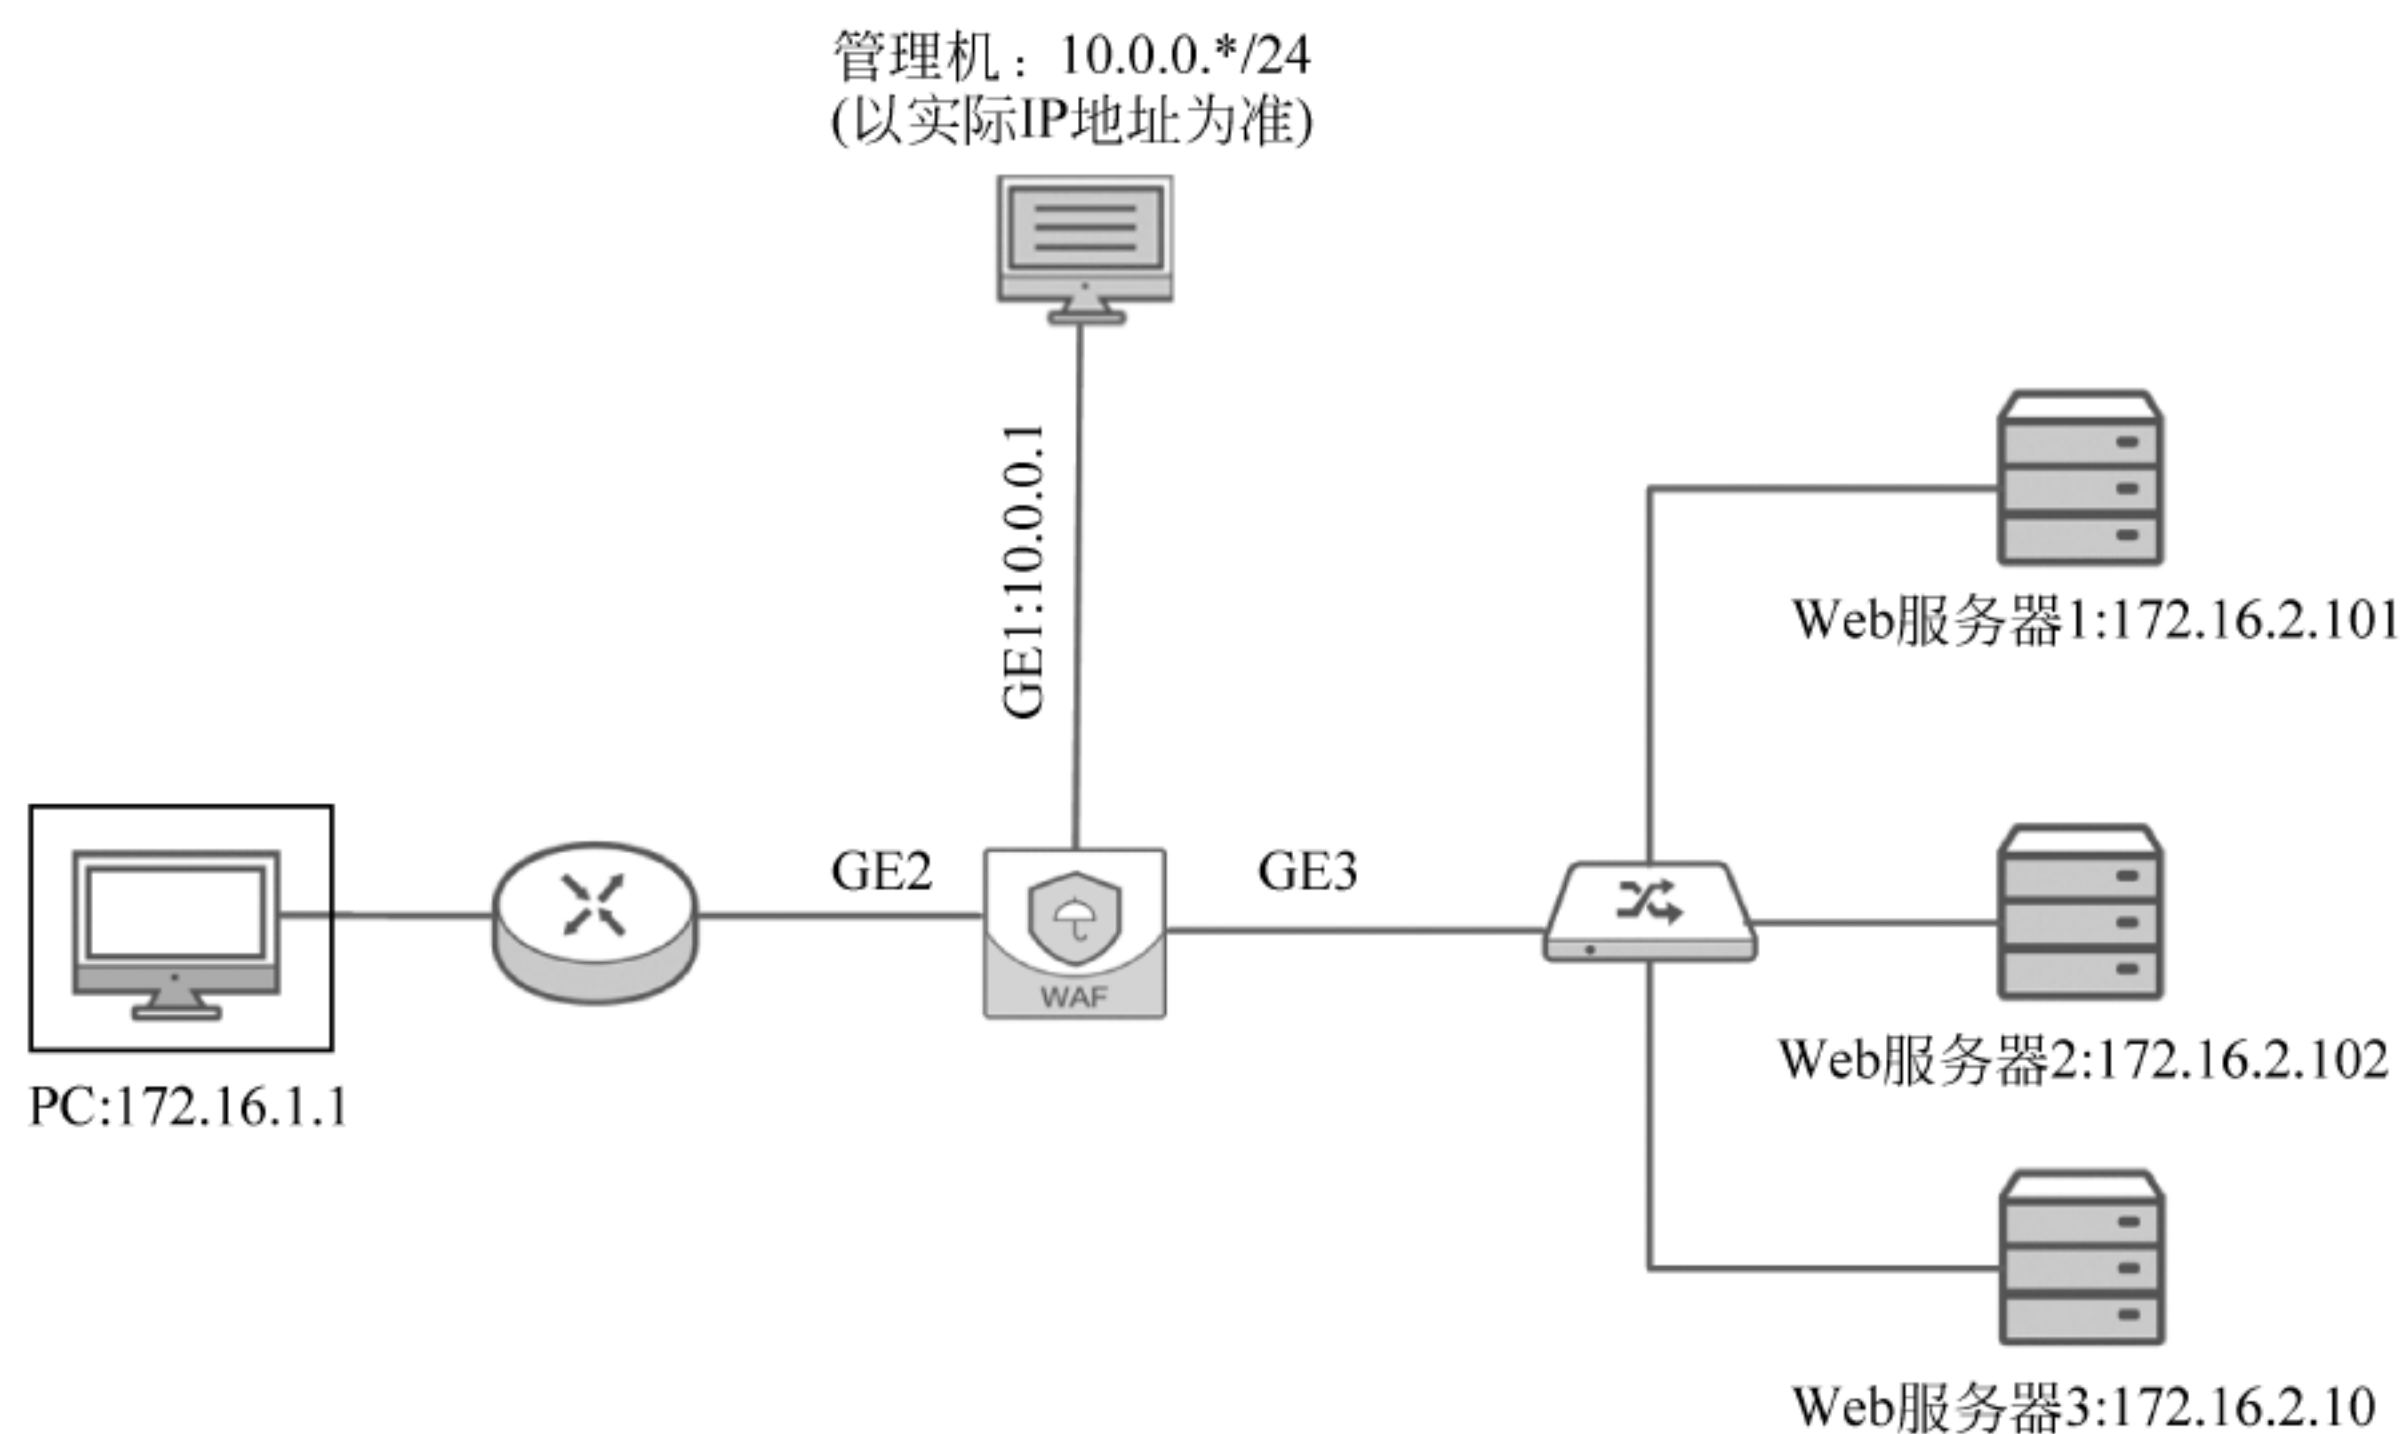 管理机：10.0.0.*/24
(以实际IP地址为准)
GE1:10.0.0.1
Web服务器1:172.16.2.101
GE2
GE3
WAF
Web服务器2:172.16.2.102
PC:172.16.1.1
Web服务器3:172.16.2.10